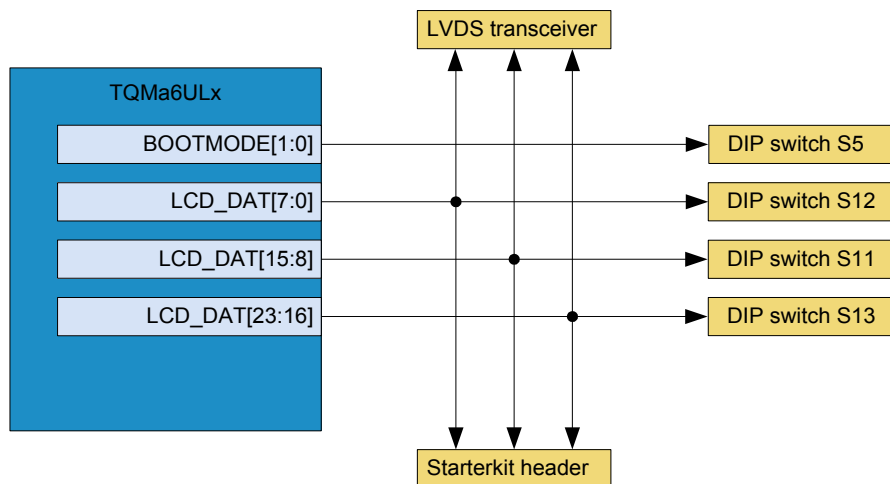 LVDS transceiver
TQMa6ULx
BOOTMODE[1:0]
DIP switch S5
LCD_DAT[7:0]
DIP switch S12
LCD_DAT[15:8]
DIP switch S11
LCD_DAT[23:16]
DIP switch S13
Starterkit header